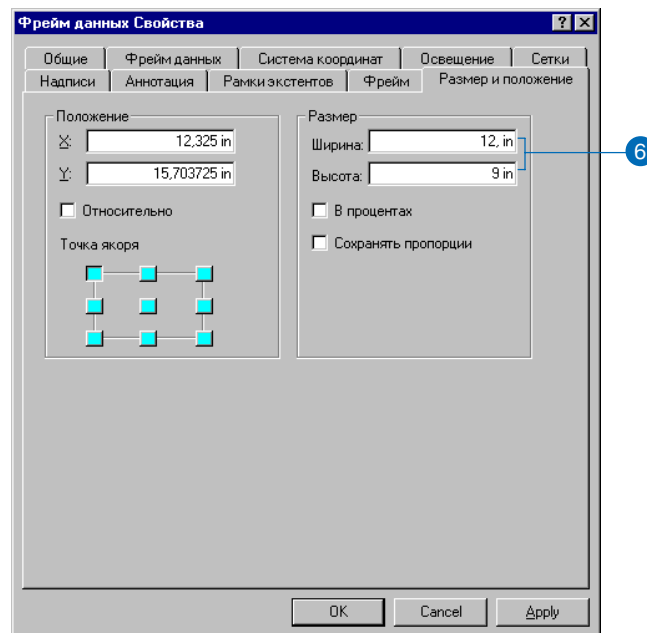 Фрейм данных Свойства
Общие Фрейм данных Система координат Освещение Сетки
Надписи Аннотация Рамки экстентов Фрейм Размер и положение
Положение
X: 12,325 in
Y: 15,703725 in
Относительно
Точка якоря
Размер
Ширина: 12, in
Высота: 9 in
6
В процентах
Сохранять пропорции
OK Cancel Apply